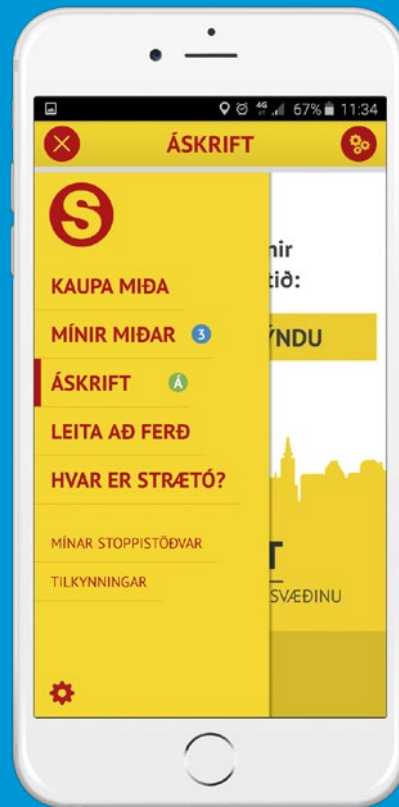 4G 67% 11:34
ÁSKRIFT
S
KAUPA MIÐA
MÍNIR MIÐAR 3
ÁSKRIFT Á
LEITA AÐ FERÐ
HVAR ER STRÆTÓ?
MÍNAR STOPPISTÖÐVAR
TILKYNNINGAR
nir
tið:
ÝNDU
T
SVÆÐINU